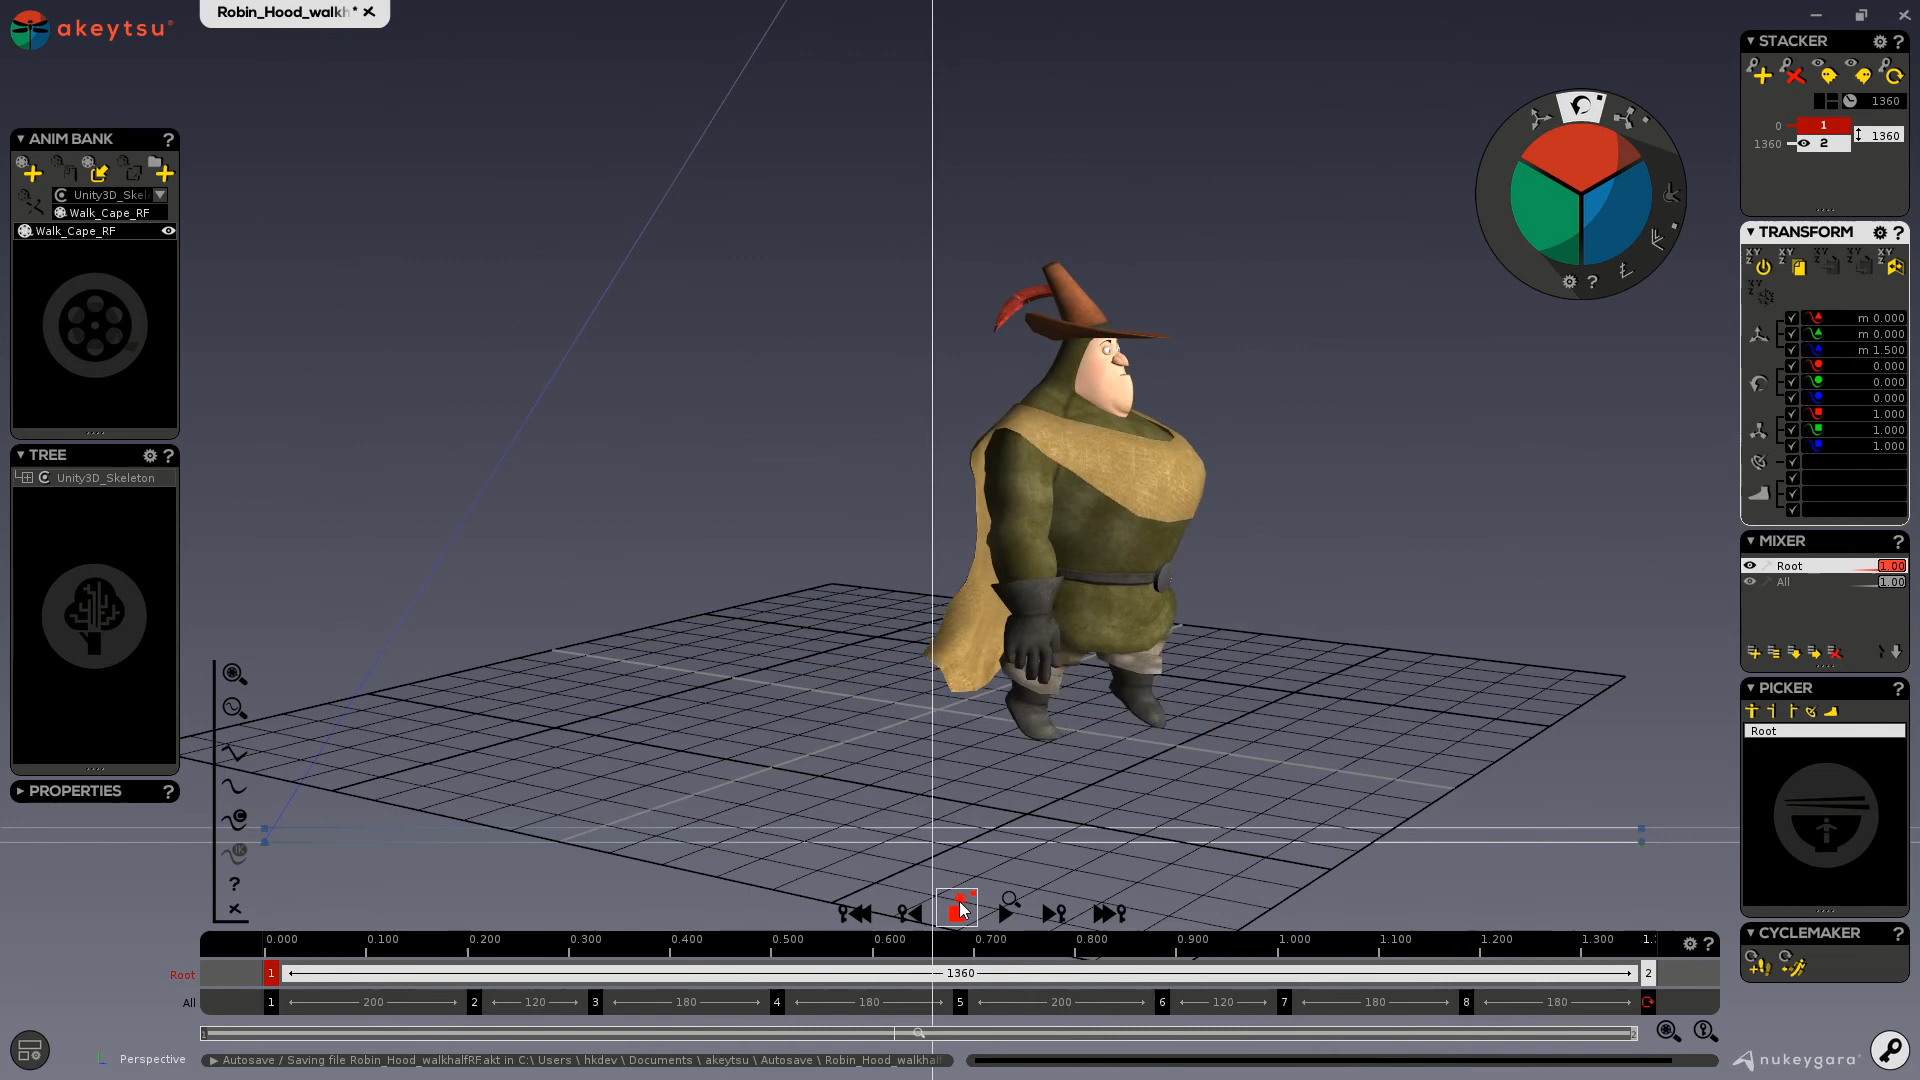 akeytsu
Robin_Hood_walkh*
ANIM BANK ?
Unity3D_Skel
Walk_Cape_RF
Walk_Cape_RF
TREE ?
Unity3D_Skeleton
PROPERTIES ?
STACKER ?
1360
0 1
1360 2 1360
TRANSFORM ?
m 0.000
m 0.000
m 1.500
0.000
0.000
0.000
1.000
1.000
1.000
MIXER ?
Root 1.00
All 1.00
PICKER ?
Root
CYCLEMAKER ?
?
?
0.000 0.100 0.200 0.300 0.400 0.500 0.600 0.700 0.800 0.900 1.000 1.100 1.200 1.300 1. ?
Root 1 1360 2
All 1 200 2 120 3 180 4 180 5 200 6 120 7 180 8 180
Perspective
Autosave / Saving file Robin_Hood_walkhalfRF.akt in C:\ Users \ hkdev \ Documents \ akeytsu \ Autosave \ Robin_Hood_walkhal
nukeygara